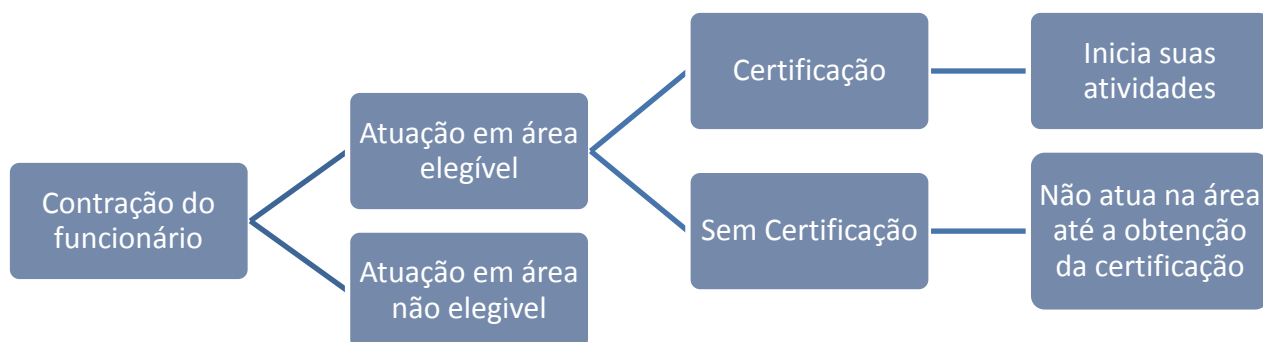 Contração do
funcionário
Atuação em área
elegível
Atuação em área
não elegivel
Certificação
Sem Certificação
Inicia suas
atividades
Não atua na área
até a obtenção
da certificação